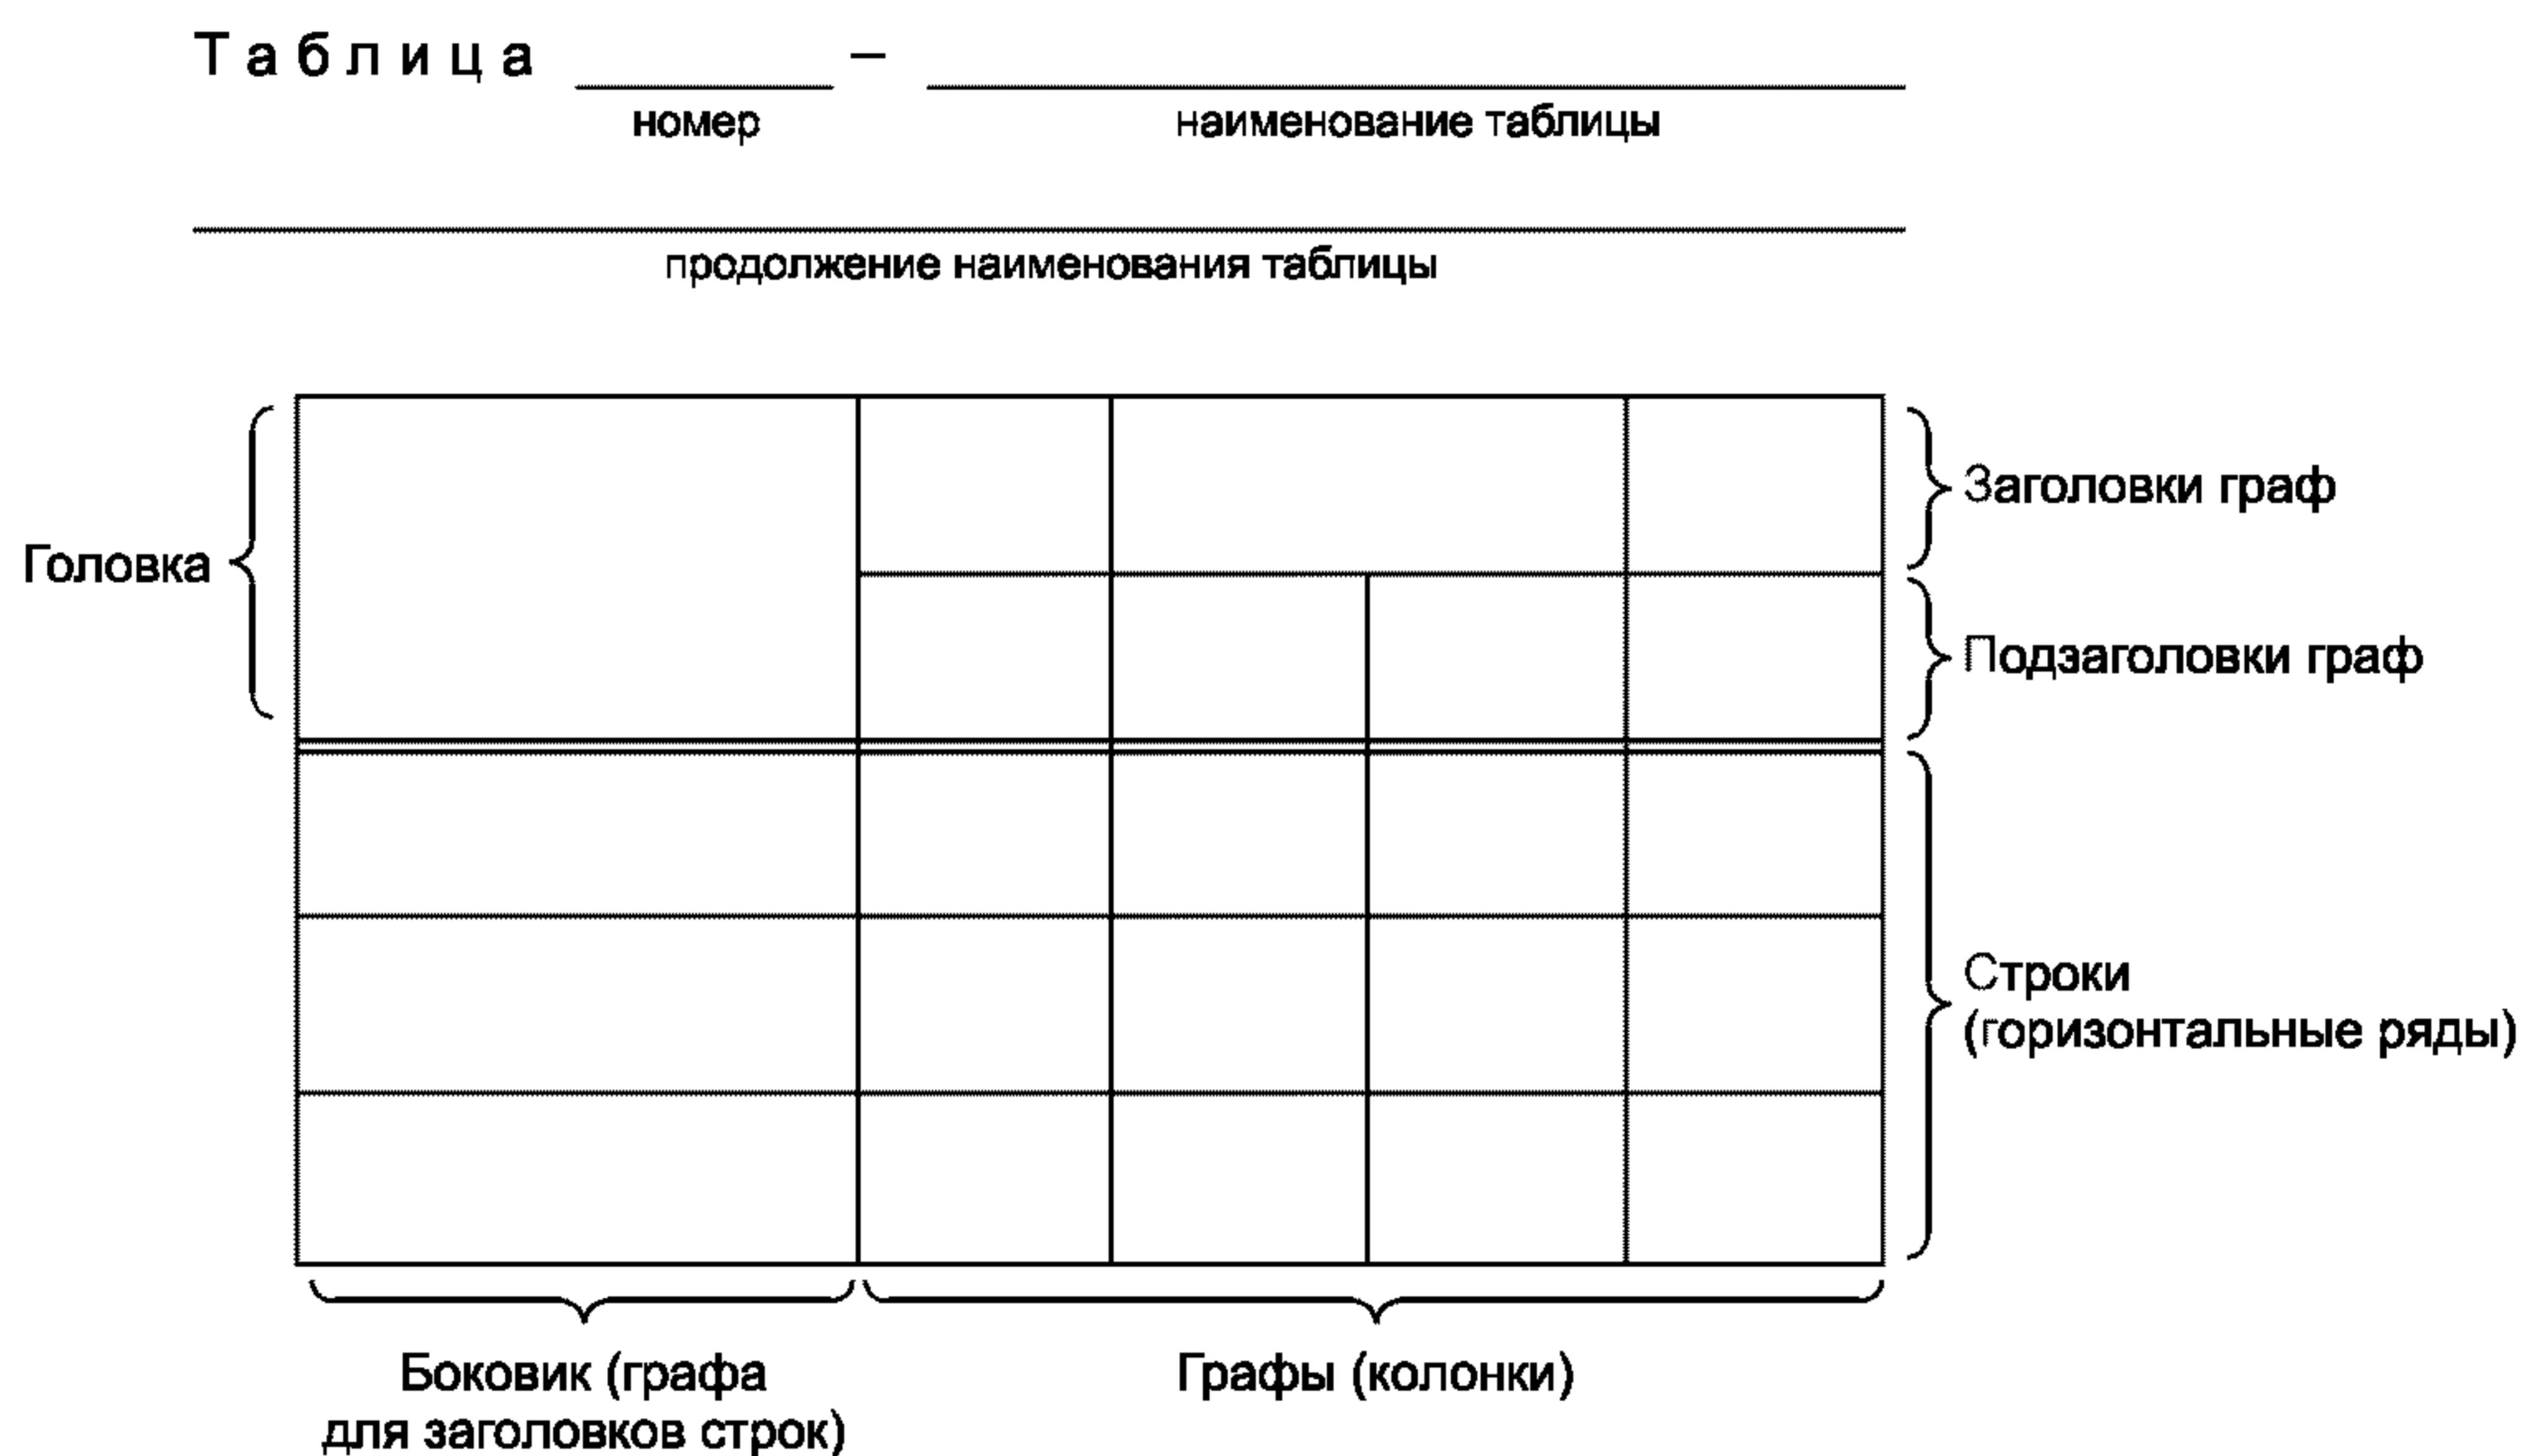 Таблица –
номер наименование таблицы
продолжение наименования таблицы
Заголовки граф
Головка
Подзаголовки граф
Строки
(горизонтальные ряды)
Боковик (графа
для заголовков строк)
Графы (колонки)